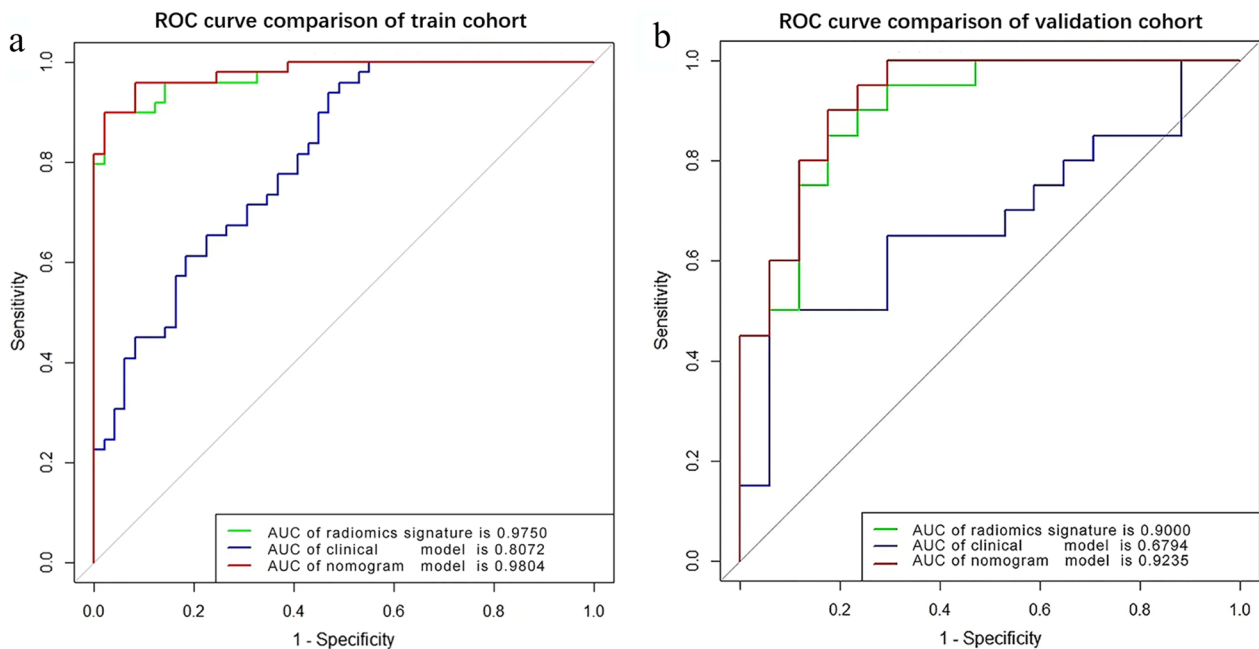 a
ROC curve comparison of train cohort
1.0
0.8
0.6
0.4
0.2
0.0
Sensitivity
AUC of radiomics signature is 0.9750
AUC of clinical model is 0.8072
AUC of nomogram model is 0.9804
0.0 0.2 0.4 0.6 0.8 1.0
1 - Specificity
b
ROC curve comparison of validation cohort
1.0
0.8
0.6
0.4
0.2
0.0
Sensitivity
AUC of radiomics signature is 0.9000
AUC of clinical model is 0.6794
AUC of nomogram model is 0.9235
0.2 0.4 0.6 0.8 1.0
1 - Specificity